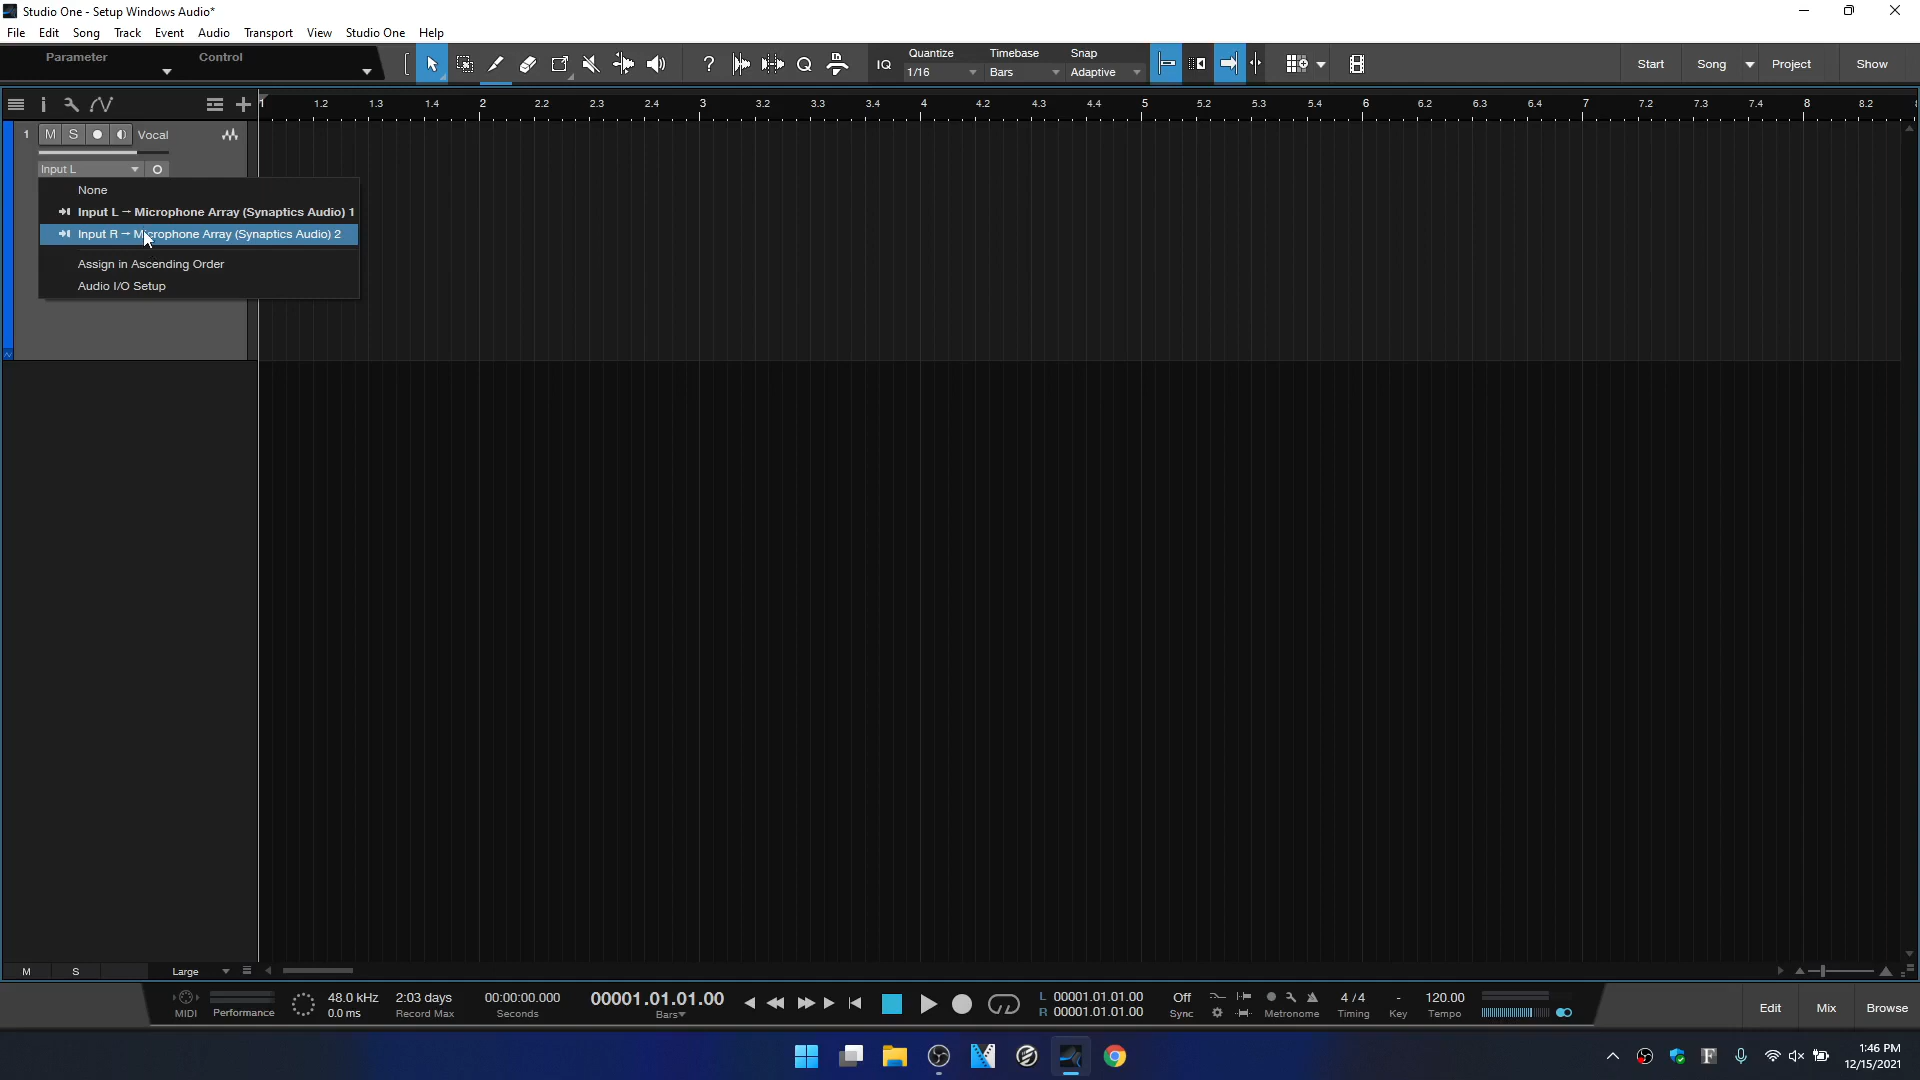 Studio One - Setup Windows Audio*
File Edit Song Track Event Audio Transport View Studio One Help
Parameter Control
IQ
Quantize Timebase Snap
1/16 Bars Adaptive
Start Song Project Show
1 1.2 1.3 1.4 2 2.2 2.3 2.4 3 3.2 3.3 3.4 4 4.2 4.3 4.4 5 5.2 5.3 5.4 6 6.2 6.3 6.4 7 7.2 7.3 7.4 8 8.2
1 M S Vocal
Input L
None
Input L → Microphone Array (Synaptics Audio) 1
Input R → Microphone Array (Synaptics Audio) 2
Assign in Ascending Order
Audio I/O Setup
M S Large
MIDI Performance
48.0 kHz 2:03 days 00:00:00.000 00001.01.01.00
0.0 ms Record Max Seconds Bars
L 00001.01.01.00
R 00001.01.01.00
Off 4 / 4 - 120.00
Sync Metronome Timing Key Tempo
Edit Mix Browse
1:46 PM
12/15/2021